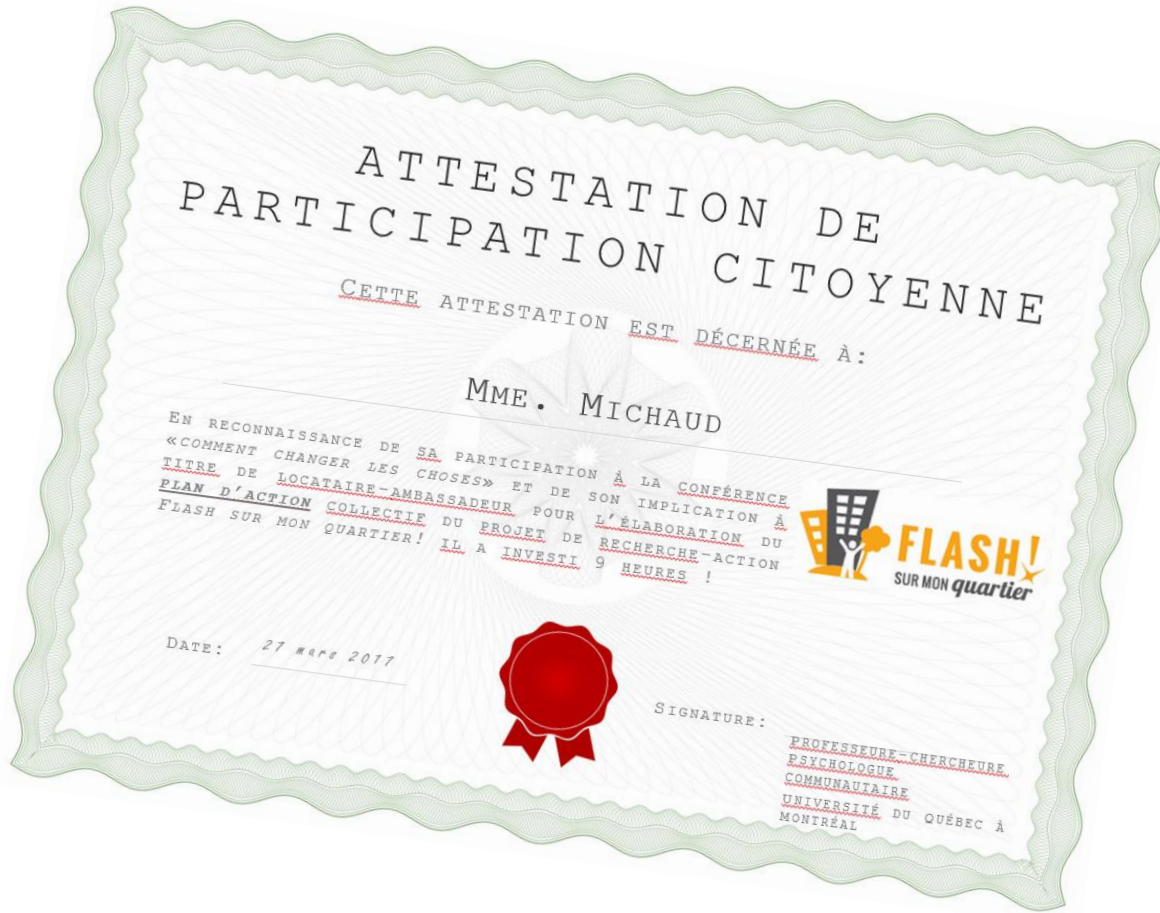 ATTESTATION DE
PARTICIPATION CITOYENNE
CETTE ATTESTATION EST DÉCERNÉE À:
MME. MICHAUD
EN RECONNAISSANCE DE SA PARTICIPATION À LA CONFÉRENCE
«COMMENT CHANGER LES CHOSES» ET DE SON IMPLICATION À
TITRE DE LOCATAIRE-AMBASSADEUR POUR L'ÉLABORATION DU
PLAN D'ACTION COLLECTIF DU PROJET DE RECHERCHE-ACTION
FLASH SUR MON QUARTIER! IL A INVESTI 9 HEURES !
FLASH!
SUR MON quartier
DATE: 27 mars 2017
SIGNATURE:
PROFESSEURE-CHERCHEURE
PSYCHOLOGUE
COMMUNAUTAIRE
UNIVERSITÉ DU QUÉBEC À
MONTRÉAL